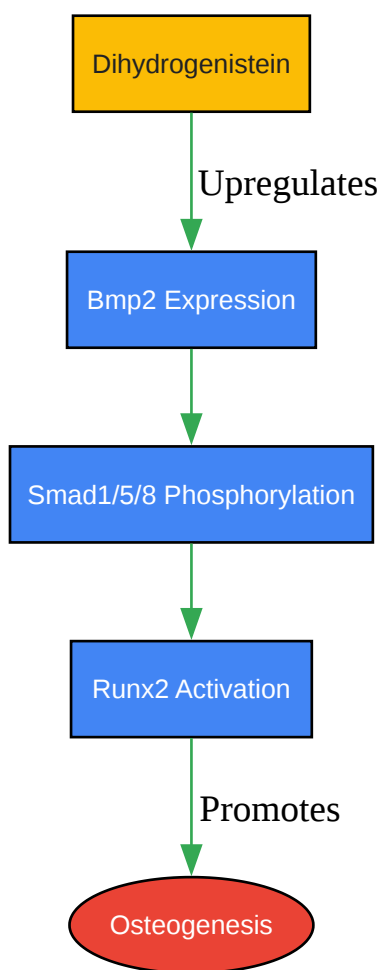 Dihydrogenistein
Upregulates
Bmp2 Expression
Smad1/5/8 Phosphorylation
Runx2 Activation
Promotes
Osteogenesis